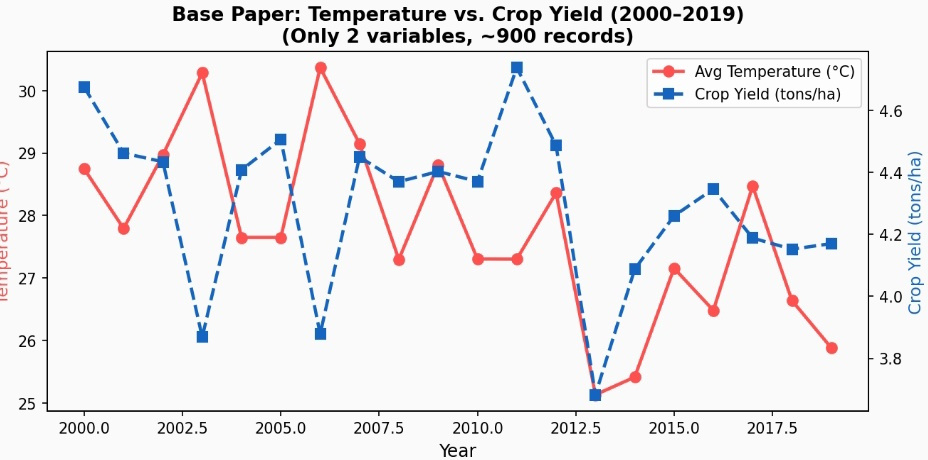 Base Paper: Temperature vs. Crop Yield (2000–2019)
(Only 2 variables, ~900 records)
Avg Temperature (°C)
Crop Yield (tons/ha)
30
29
28
27
26
25
Temperature (°C)
4.6
4.4
4.2
4.0
3.8
Crop Yield (tons/ha)
2000.0 2002.5 2005.0 2007.5 2010.0 2012.5 2015.0 2017.5
Year